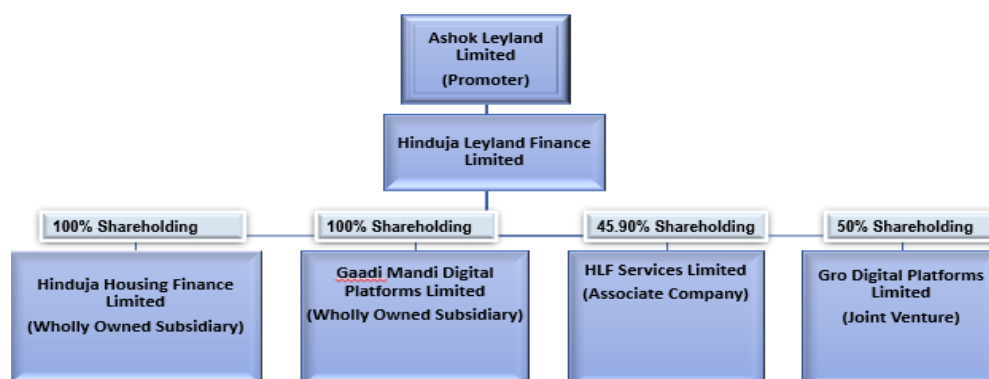 Ashok Leyland
Limited
(Promoter)
Hinduja Leyland Finance
Limited
100% Shareholding
100% Shareholding
45.90% Shareholding
50% Shareholding
Hinduja Housing Finance
Limited
(Wholly Owned Subsidiary)
Gaadi Mandi Digital
Platforms Limited
(Wholly Owned Subsidiary)
HLF Services Limited
(Associate Company)
Gro Digital Platforms
Limited
(Joint Venture)